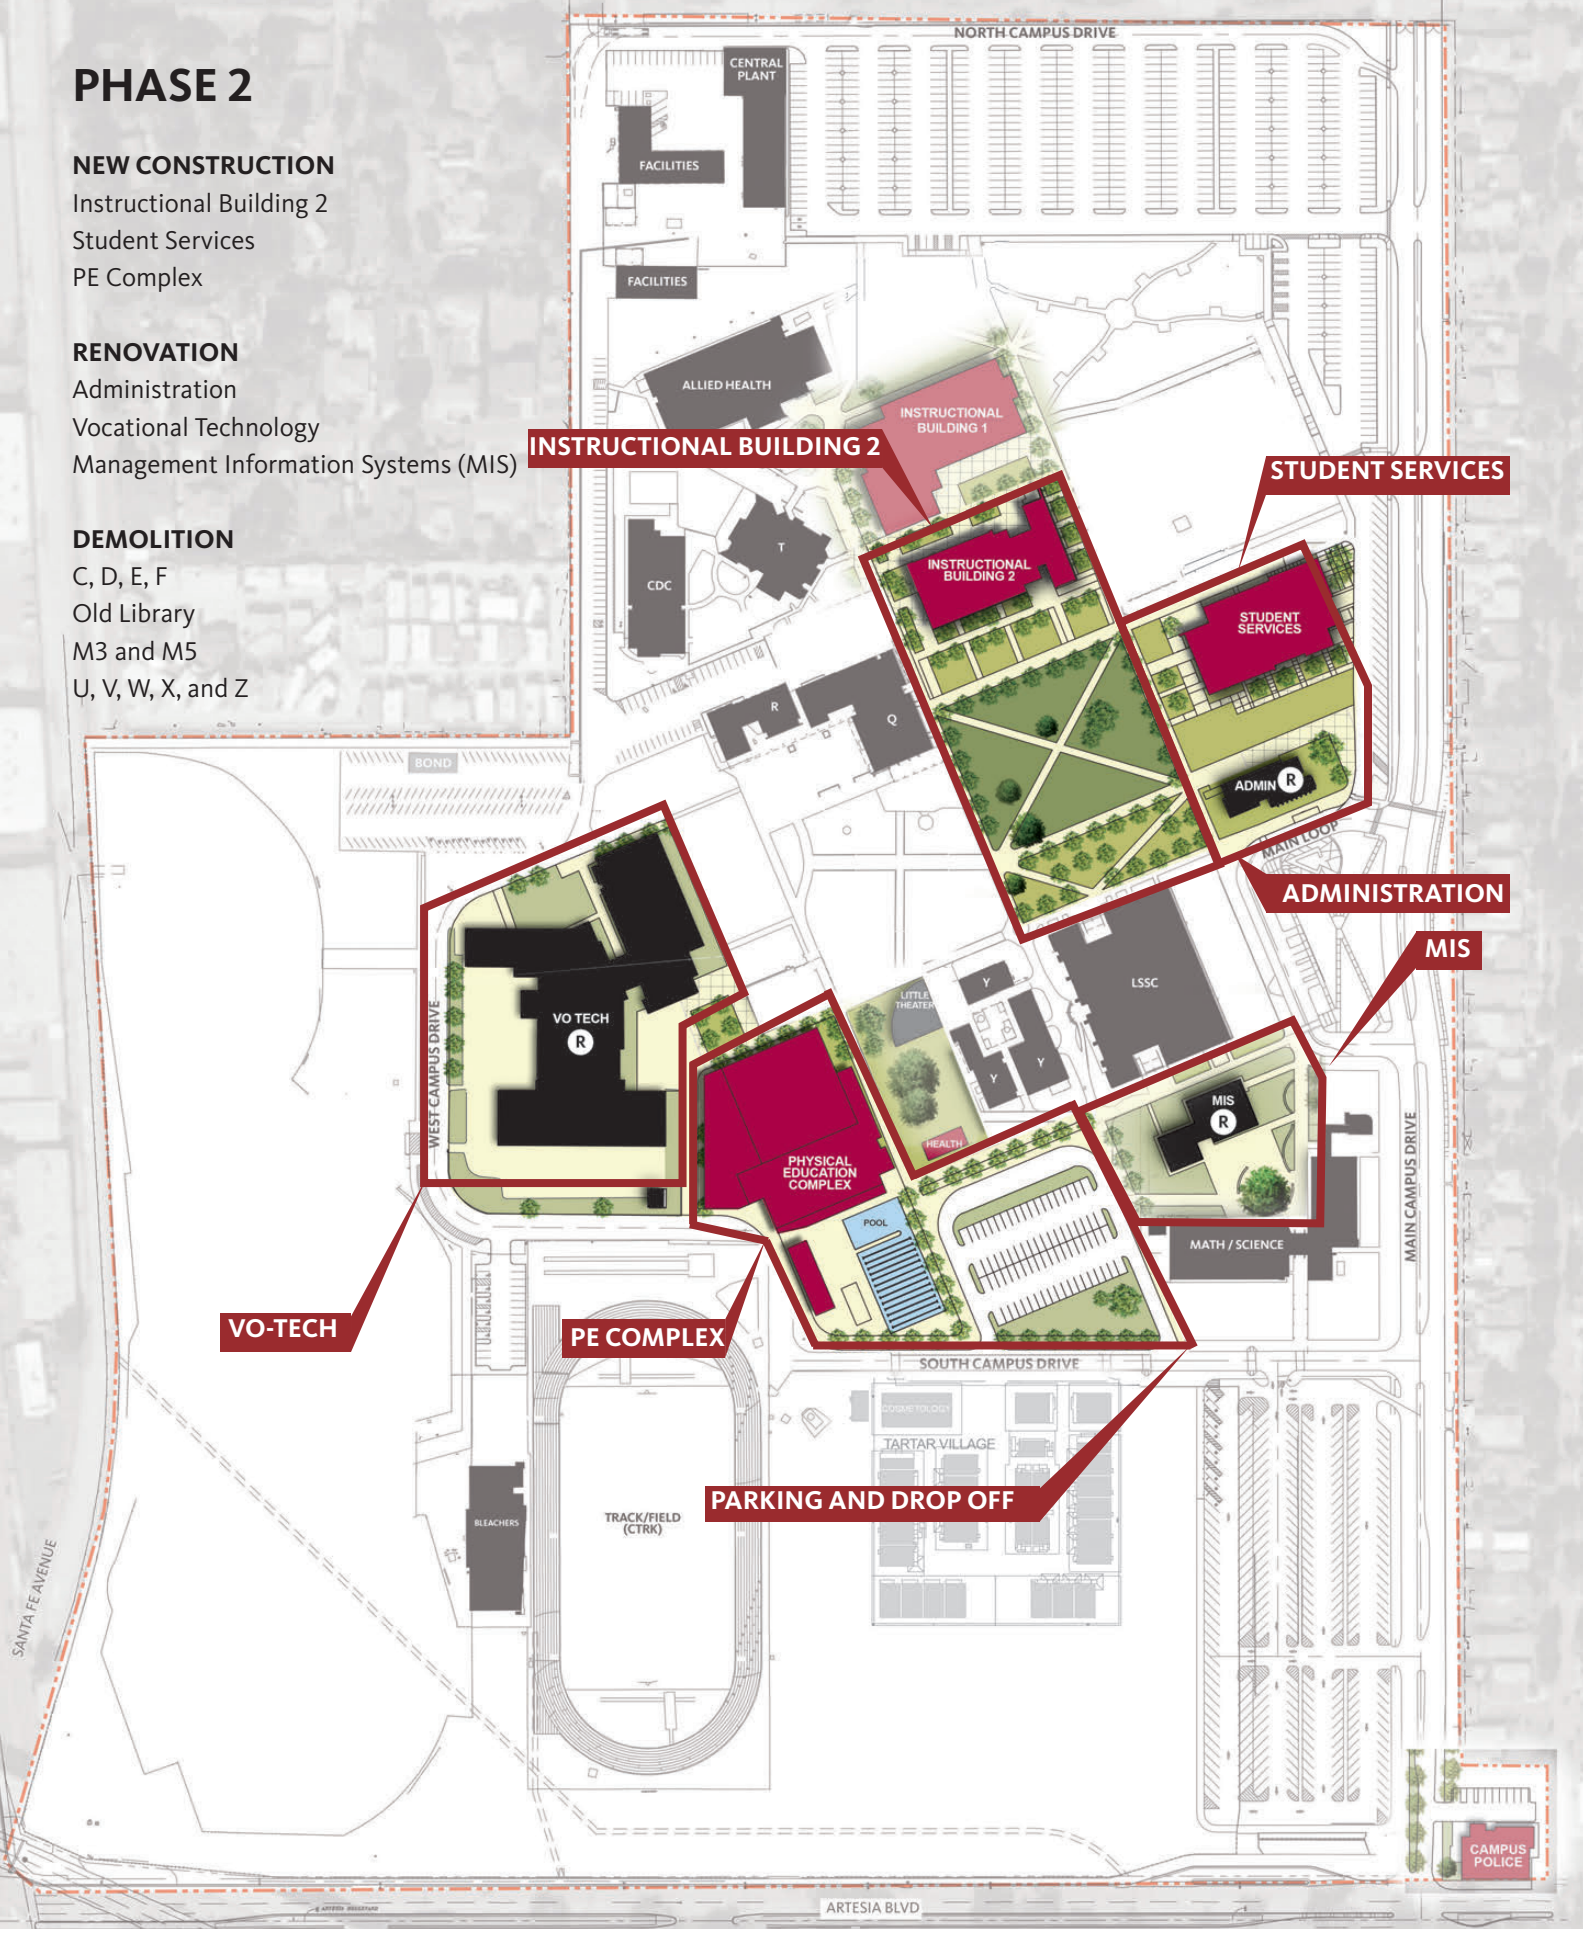 PHASE 2
NEW CONSTRUCTION
Instructional Building 2
Student Services
PE Complex
RENOVATION
Administration
Vocational Technology
Management Information Systems (MIS)
DEMOLITION
C, D, E, F
Old Library
M3 and M5
U, V, W, X, and Z
NORTH CAMPUS DRIVE
CENTRAL
PLANT
FACILITIES
FACILITIES
ALLIED HEALTH
INSTRUCTIONAL
BUILDING 1
INSTRUCTIONAL BUILDING 2
STUDENT SERVICES
T
CDC
INSTRUCTIONAL
BUILDING 2
STUDENT
SERVICES
R
Q
BOND
ADMIN R
MAIN LOOP
ADMINISTRATION
MIS
LITTLE
THEATER
Y
LSSC
VO TECH
R
WEST CAMPUS DRIVE
Y
Y
MIS
R
HEALTH
PHYSICAL
EDUCATION
COMPLEX
MAIN CAMPUS DRIVE
POOL
MATH / SCIENCE
VO-TECH
PE COMPLEX
SOUTH CAMPUS DRIVE
COSMETOLOGY
TARTAR VILLAGE
PARKING AND DROP OFF
BLEACHERS
TRACK/FIELD
(CTRK)
SANTA FE AVENUE
CAMPUS
POLICE
ARTESIA BLVD
ARTESIA BOULEVARD